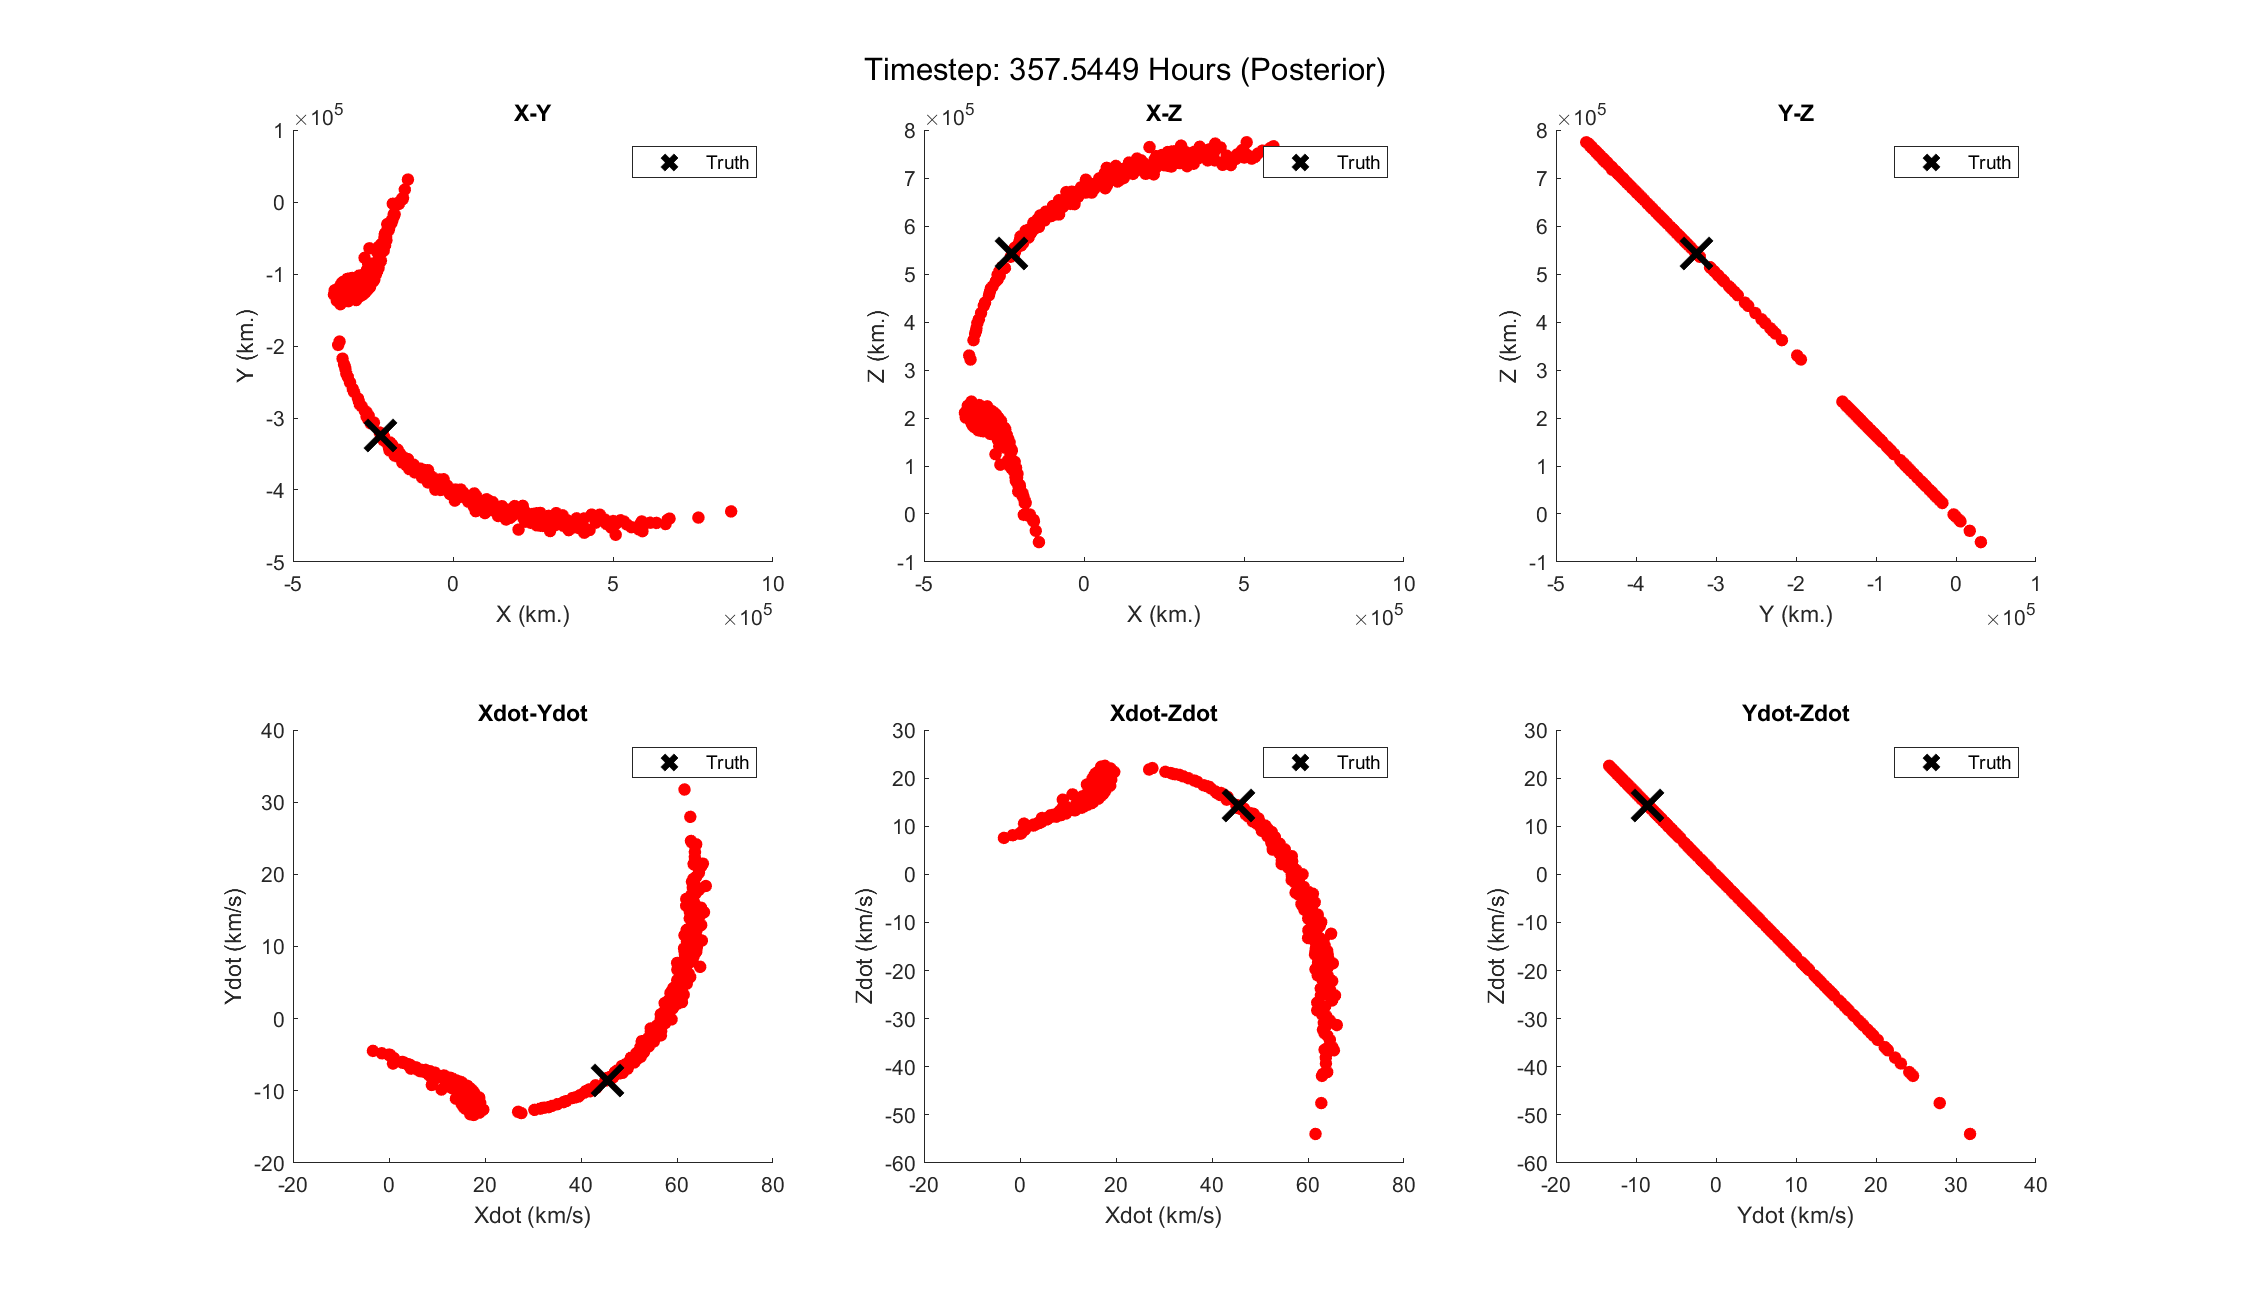 Timestep: 357.5449 Hours (Posterior)
X-Y
×10^5
Truth
1
0
-1
-2
-3
-4
-5
Y (km.)
-5 0 5 10
X (km.)
×10^5
X-Z
×10^5
Truth
8
7
6
5
4
3
2
1
0
-1
Z (km.)
-5 0 5 10
X (km.)
×10^5
Y-Z
×10^5
Truth
8
7
6
5
4
3
2
1
0
-1
Z (km.)
-5 -4 -3 -2 -1 0 1
Y (km.)
×10^5
Xdot-Ydot
Truth
40
30
20
10
0
-10
-20
Ydot (km/s)
-20 0 20 40 60 80
Xdot (km/s)
Xdot-Zdot
Truth
30
20
10
0
-10
-20
-30
-40
-50
-60
Zdot (km/s)
-20 0 20 40 60 80
Xdot (km/s)
Ydot-Zdot
Truth
30
20
10
0
-10
-20
-30
-40
-50
-60
Zdot (km/s)
-20 -10 0 10 20 30 40
Ydot (km/s)